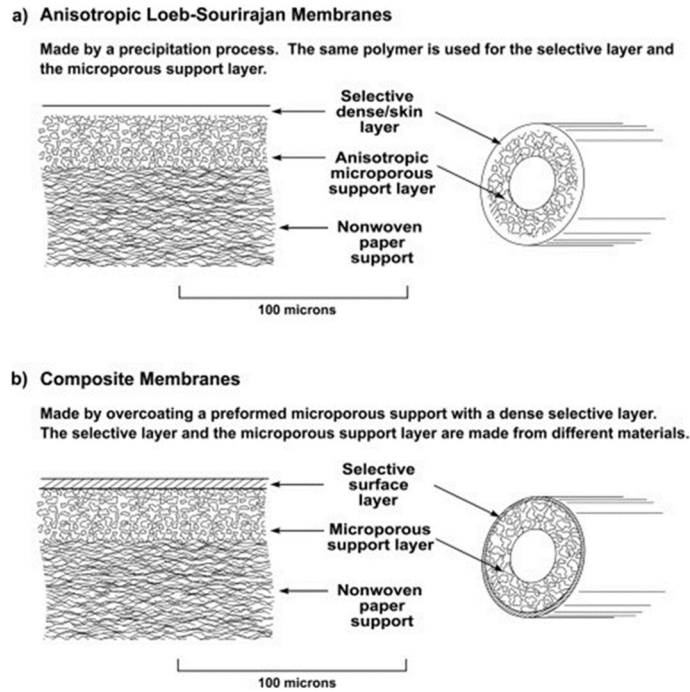 a) Anisotropic Loeb-Sourirajan Membranes
Made by a precipitation process. The same polymer is used for the selective layer and
the microporous support layer.
Selective
dense/skin
layer
Anisotropic
microporous
support layer
Nonwoven
paper
support
100 microns
b) Composite Membranes
Made by overcoating a preformed microporous support with a dense selective layer.
The selective layer and the microporous support layer are made from different materials.
Selective
surface
layer
Microporous
support layer
Nonwoven
paper
support
100 microns